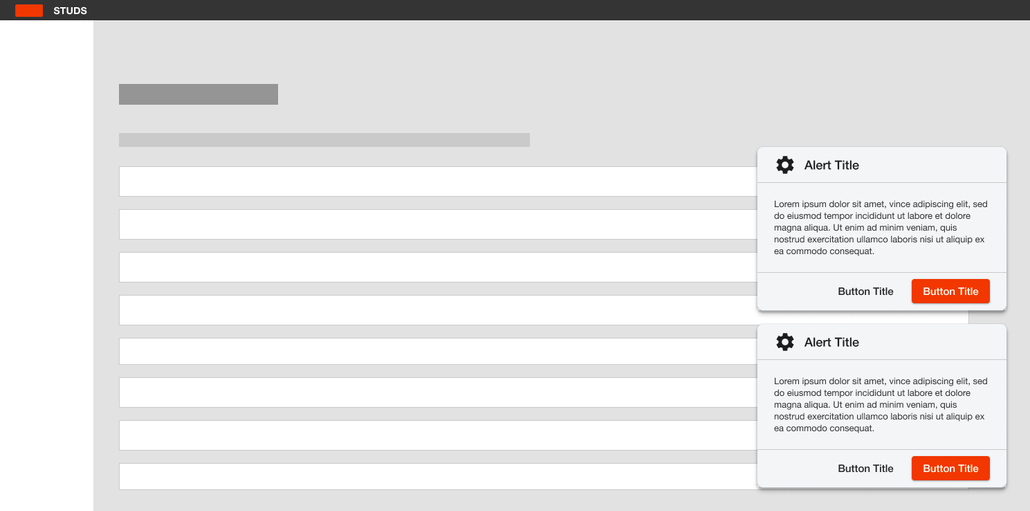 STUDS
Alert Title
Lorem ipsum dolor sit amet, vince adipiscing elit, sed
do eiusmod tempor incididunt ut labore et dolore
magna aliqua. Ut enim ad minim veniam, quis
nostrud exercitation ullamco laboris nisi ut aliquip ex
ea commodo consequat.
Button Title Button Title
Alert Title
Lorem ipsum dolor sit amet, vince adipiscing elit, sed
do eiusmod tempor incididunt ut labore et dolore
magna aliqua. Ut enim ad minim veniam, quis
nostrud exercitation ullamco laboris nisi ut aliquip ex
ea commodo consequat.
Button Title Button Title